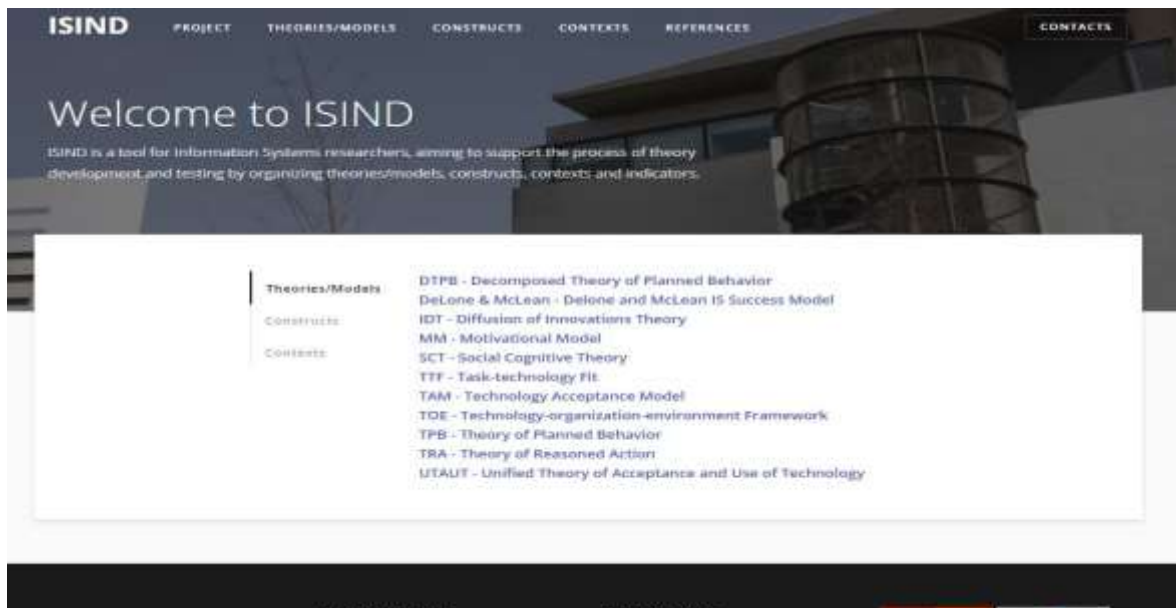 ISIND PROJECT THEORIES/MODELS CONSTRUCTS CONTEXTS REFERENCES CONTACTS
Welcome to ISIND
ISIND is a tool for Information Systems researchers, aiming to support the process of theory
development and testing by organizing theories/models, constructs, contexts and indicators.
Theories/Models
Constructs
Contexts
DTPB - Decomposed Theory of Planned Behavior
DeLone & McLean - Delone and McLean IS Success Model
IDT - Diffusion of Innovations Theory
MM - Motivational Model
SCT - Social Cognitive Theory
TTF - Task-technology Fit
TAM - Technology Acceptance Model
TOE - Technology-organization-environment Framework
TPB - Theory of Planned Behavior
TRA - Theory of Reasoned Action
UTAUT - Unified Theory of Acceptance and Use of Technology